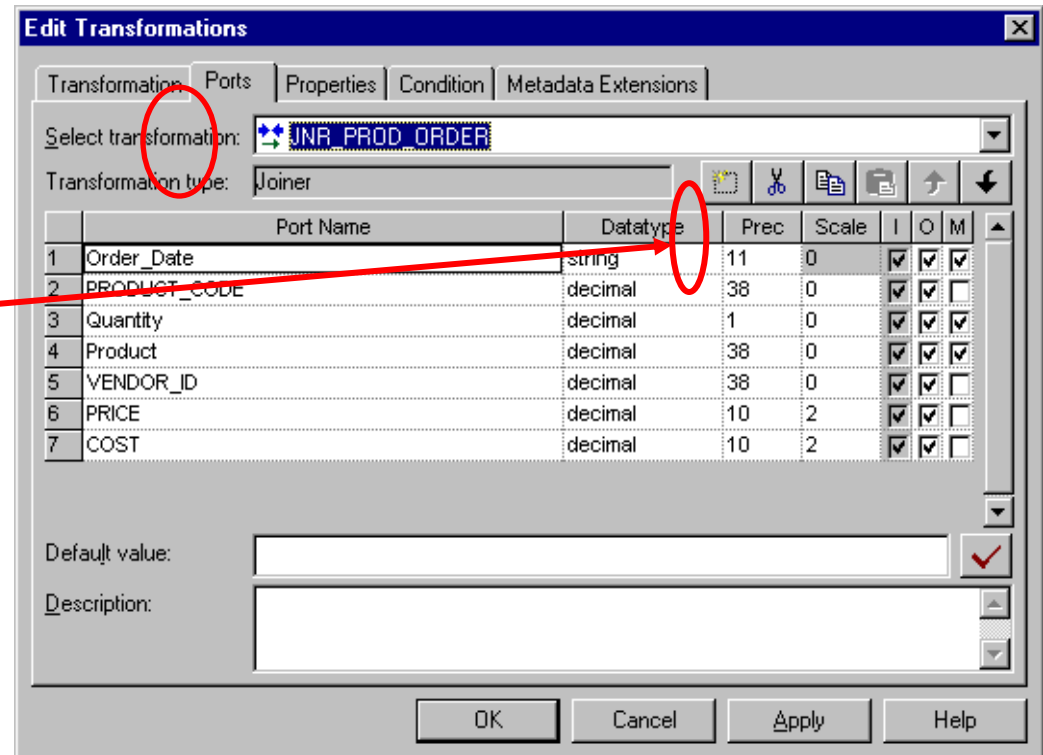 Edit Transformations
Transformation Ports Properties Condition Metadata Extensions
Select transformation: JNR_PROD_ORDER
Transformation type: Joiner
Port Name Datatype Prec Scale I O M
1 Order_Date string 11 0
2 PRODUCT_CODE decimal 38 0
3 Quantity decimal 1 0
4 Product decimal 38 0
5 VENDOR_ID decimal 38 0
6 PRICE decimal 10 2
7 COST decimal 10 2
Default value:
Description:
OK Cancel Apply Help